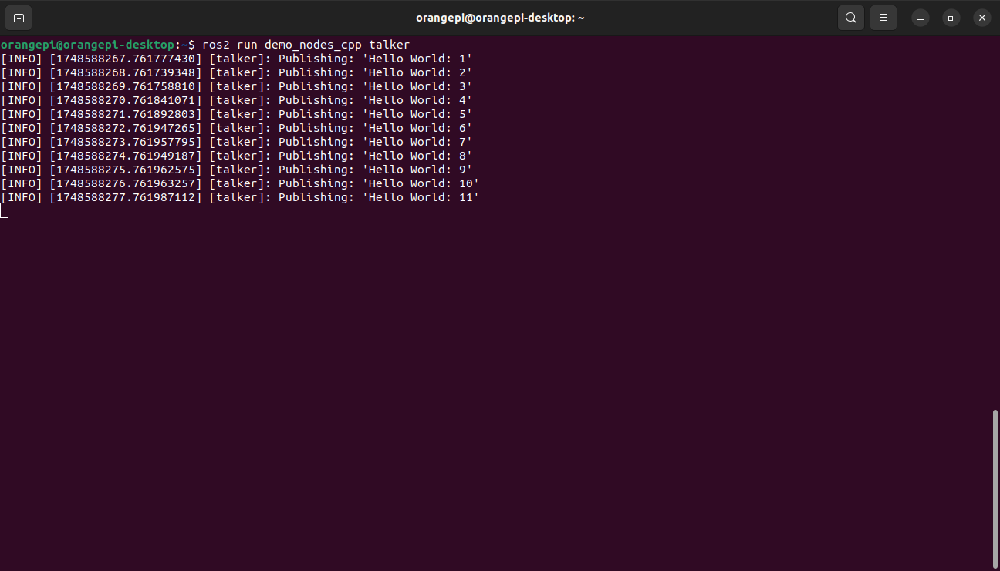 orangepi@orangepi-desktop: ~
orangepi@orangepi-desktop:~$ ros2 run demo_nodes_cpp talker
[INFO] [1748588267.761777430] [talker]: Publishing: 'Hello World: 1'
[INFO] [1748588268.761739348] [talker]: Publishing: 'Hello World: 2'
[INFO] [1748588269.761758810] [talker]: Publishing: 'Hello World: 3'
[INFO] [1748588270.761841071] [talker]: Publishing: 'Hello World: 4'
[INFO] [1748588271.761892803] [talker]: Publishing: 'Hello World: 5'
[INFO] [1748588272.761947265] [talker]: Publishing: 'Hello World: 6'
[INFO] [1748588273.761957795] [talker]: Publishing: 'Hello World: 7'
[INFO] [1748588274.761949187] [talker]: Publishing: 'Hello World: 8'
[INFO] [1748588275.761962575] [talker]: Publishing: 'Hello World: 9'
[INFO] [1748588276.761963257] [talker]: Publishing: 'Hello World: 10'
[INFO] [1748588277.761987112] [talker]: Publishing: 'Hello World: 11'